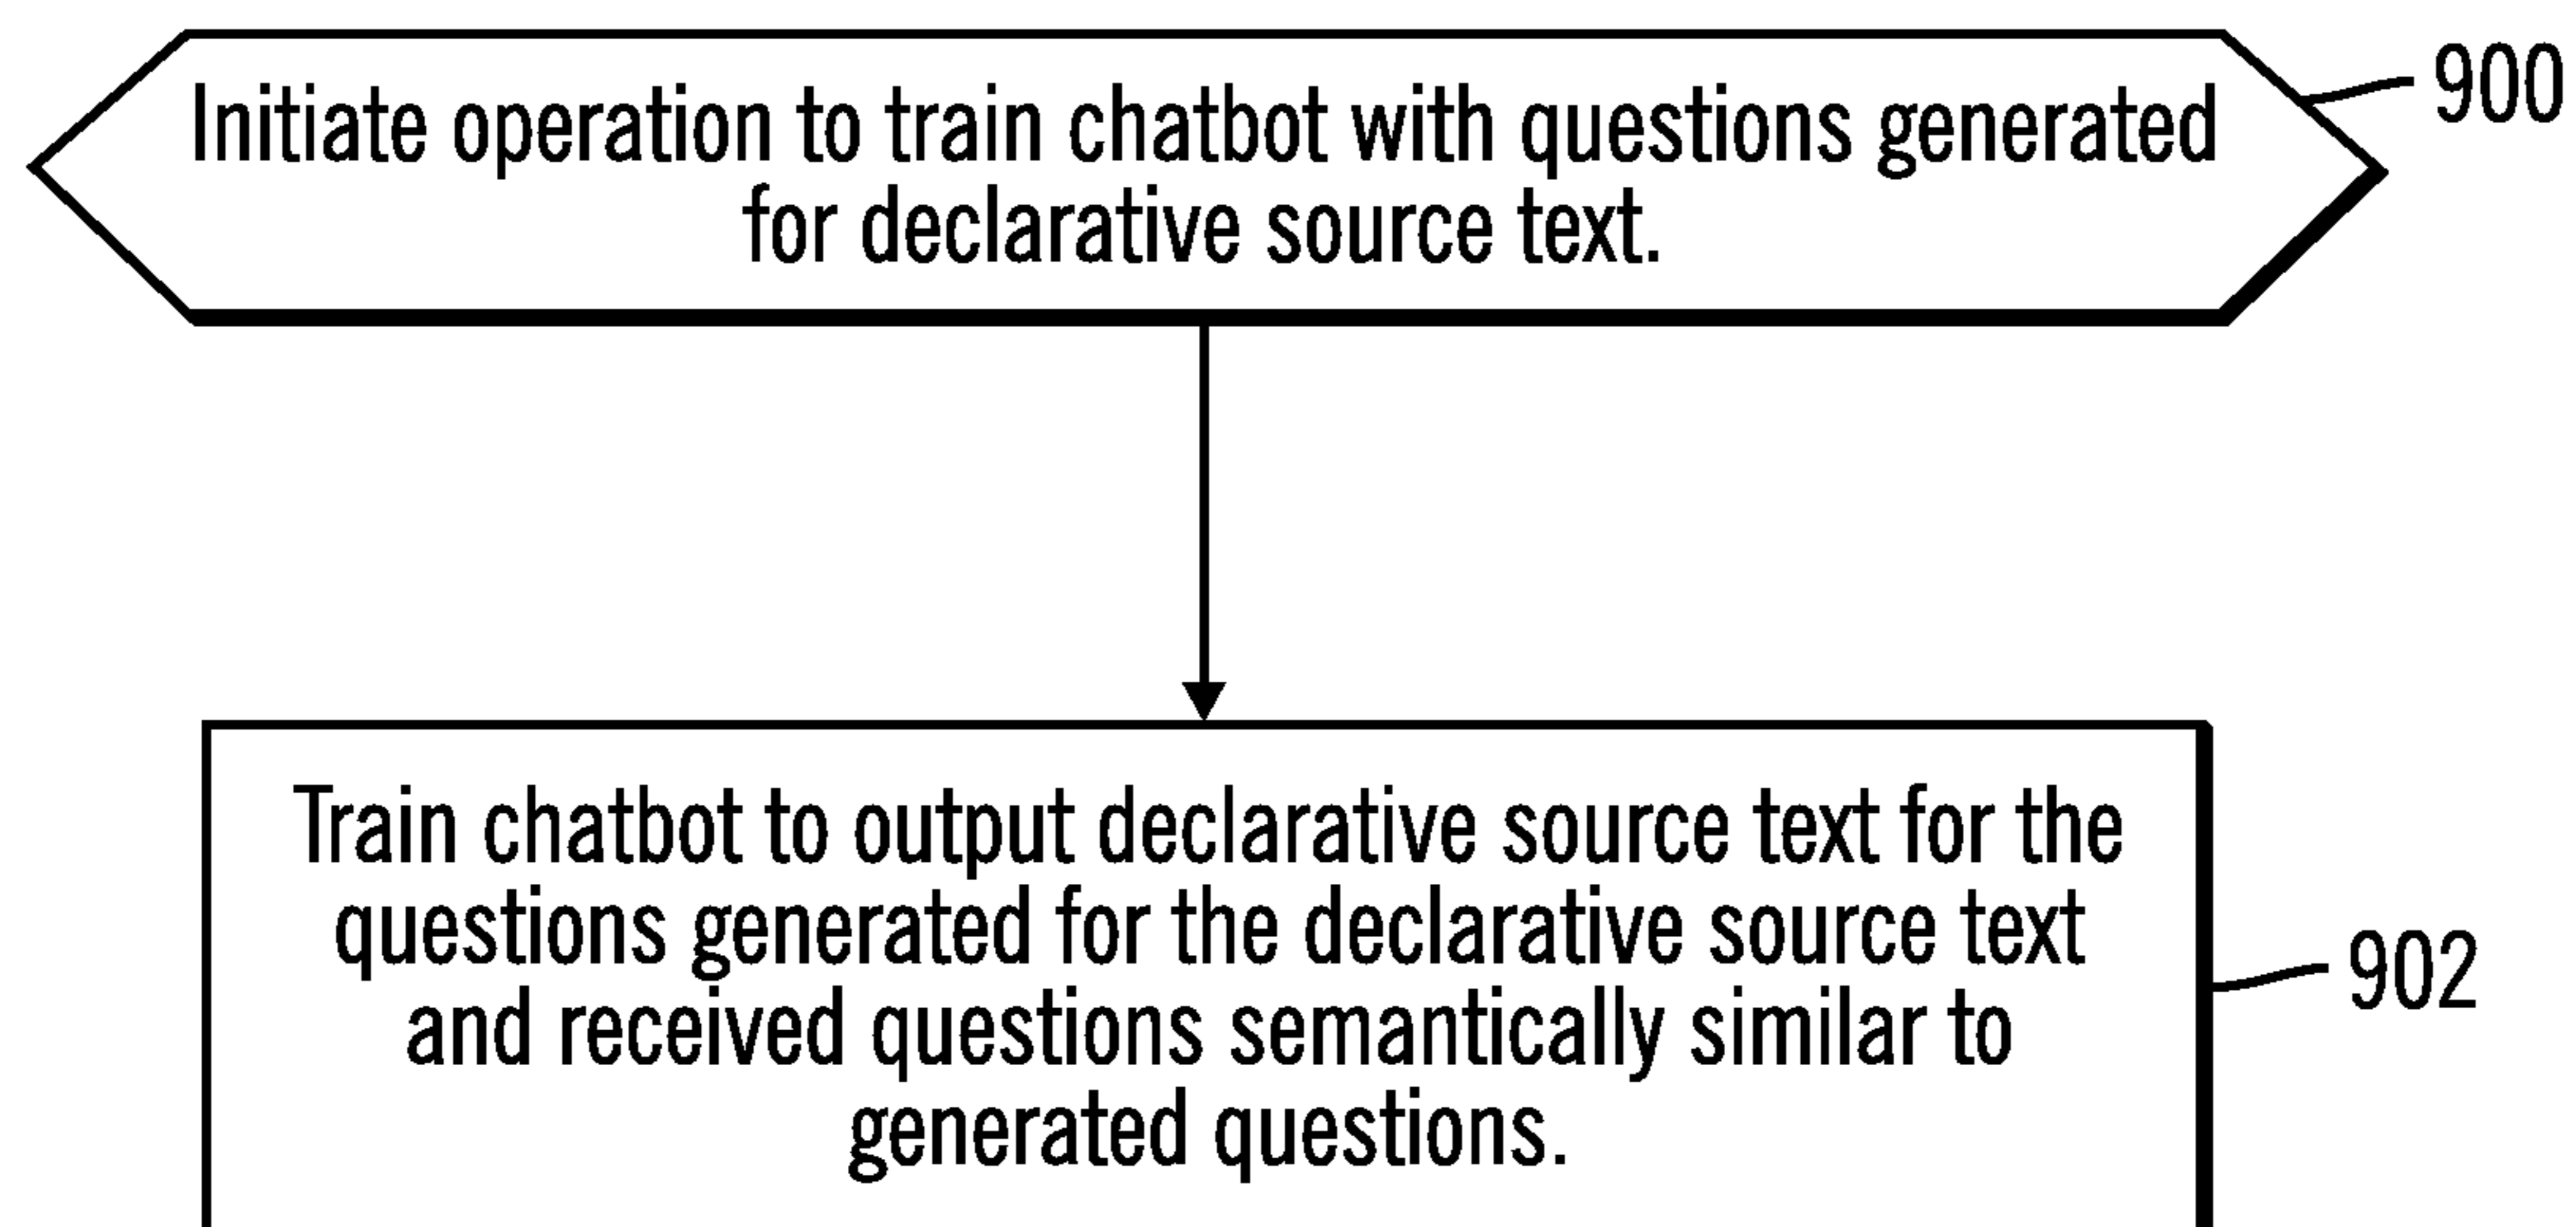 Initiate operation to train chatbot with questions generated
for declarative source text.
900
Train chatbot to output declarative source text for the
questions generated for the declarative source text
and received questions semantically similar to
generated questions.
902